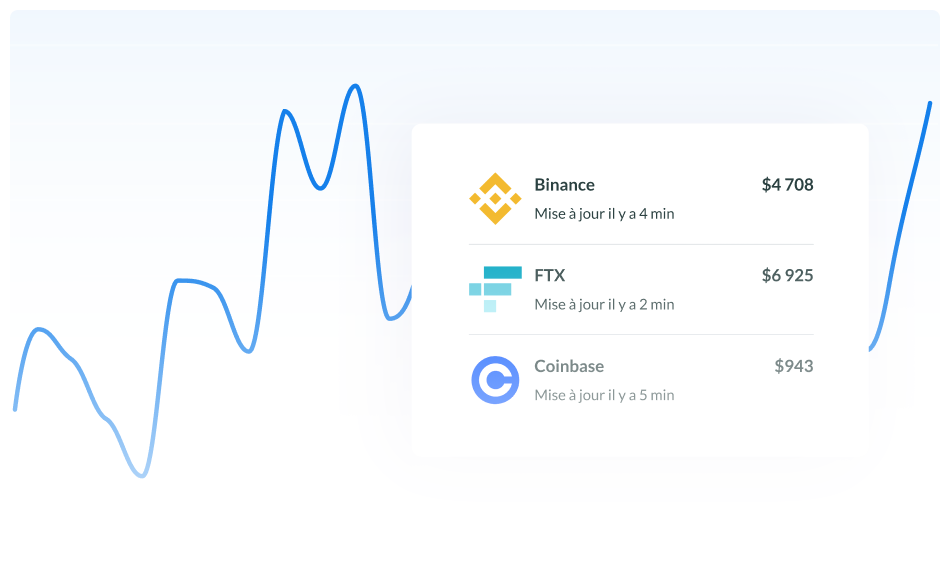 Binance
$4 708
Mise à jour il y a 4 min
FTX
$6 925
Mise à jour il y a 2 min
Coinbase
$943
Mise à jour il y a 5 min